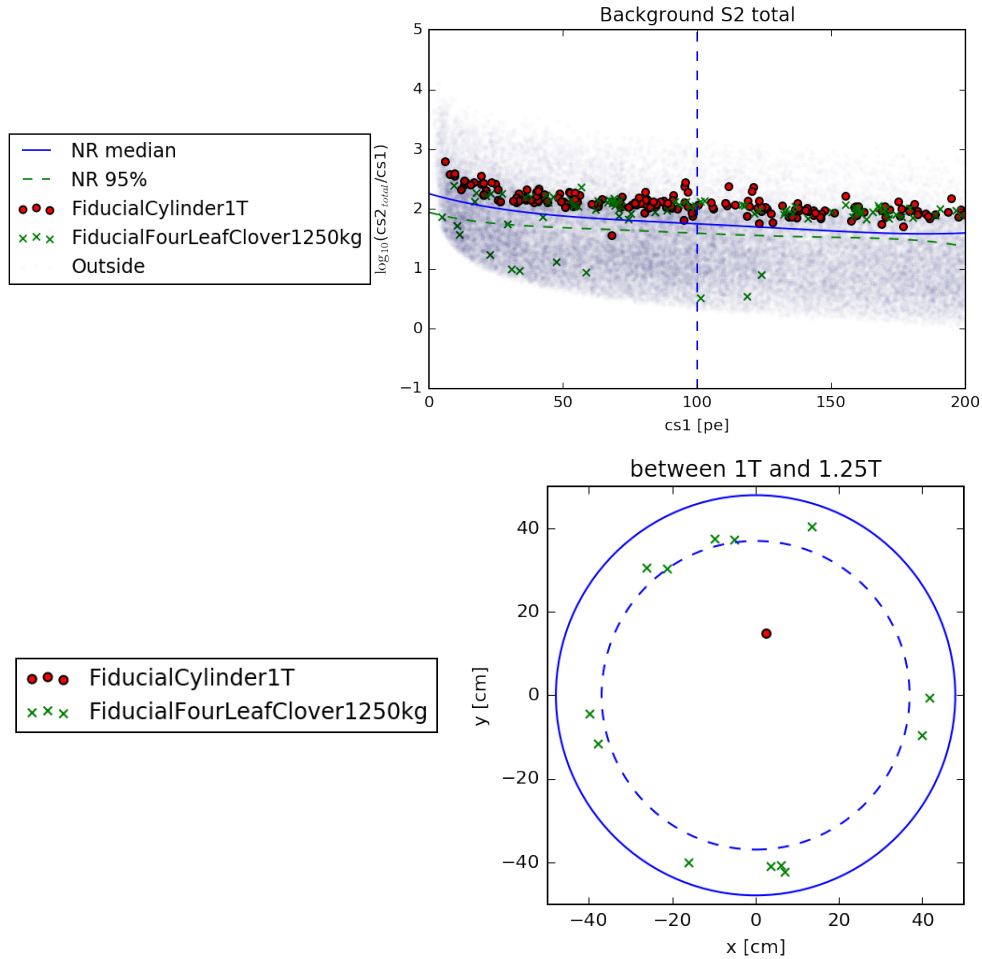 Background S2 total
5
4
3
2
1
0
−1
log10(cs2total/cs1)
0 50 100 150 200
cs1 [pe]
NR median
NR 95%
FiducialCylinder1T
FiducialFourLeafClover1250kg
Outside
between 1T and 1.25T
40
20
0
−20
−40
y [cm]
−40 −20 0 20 40
x [cm]
FiducialCylinder1T
FiducialFourLeafClover1250kg